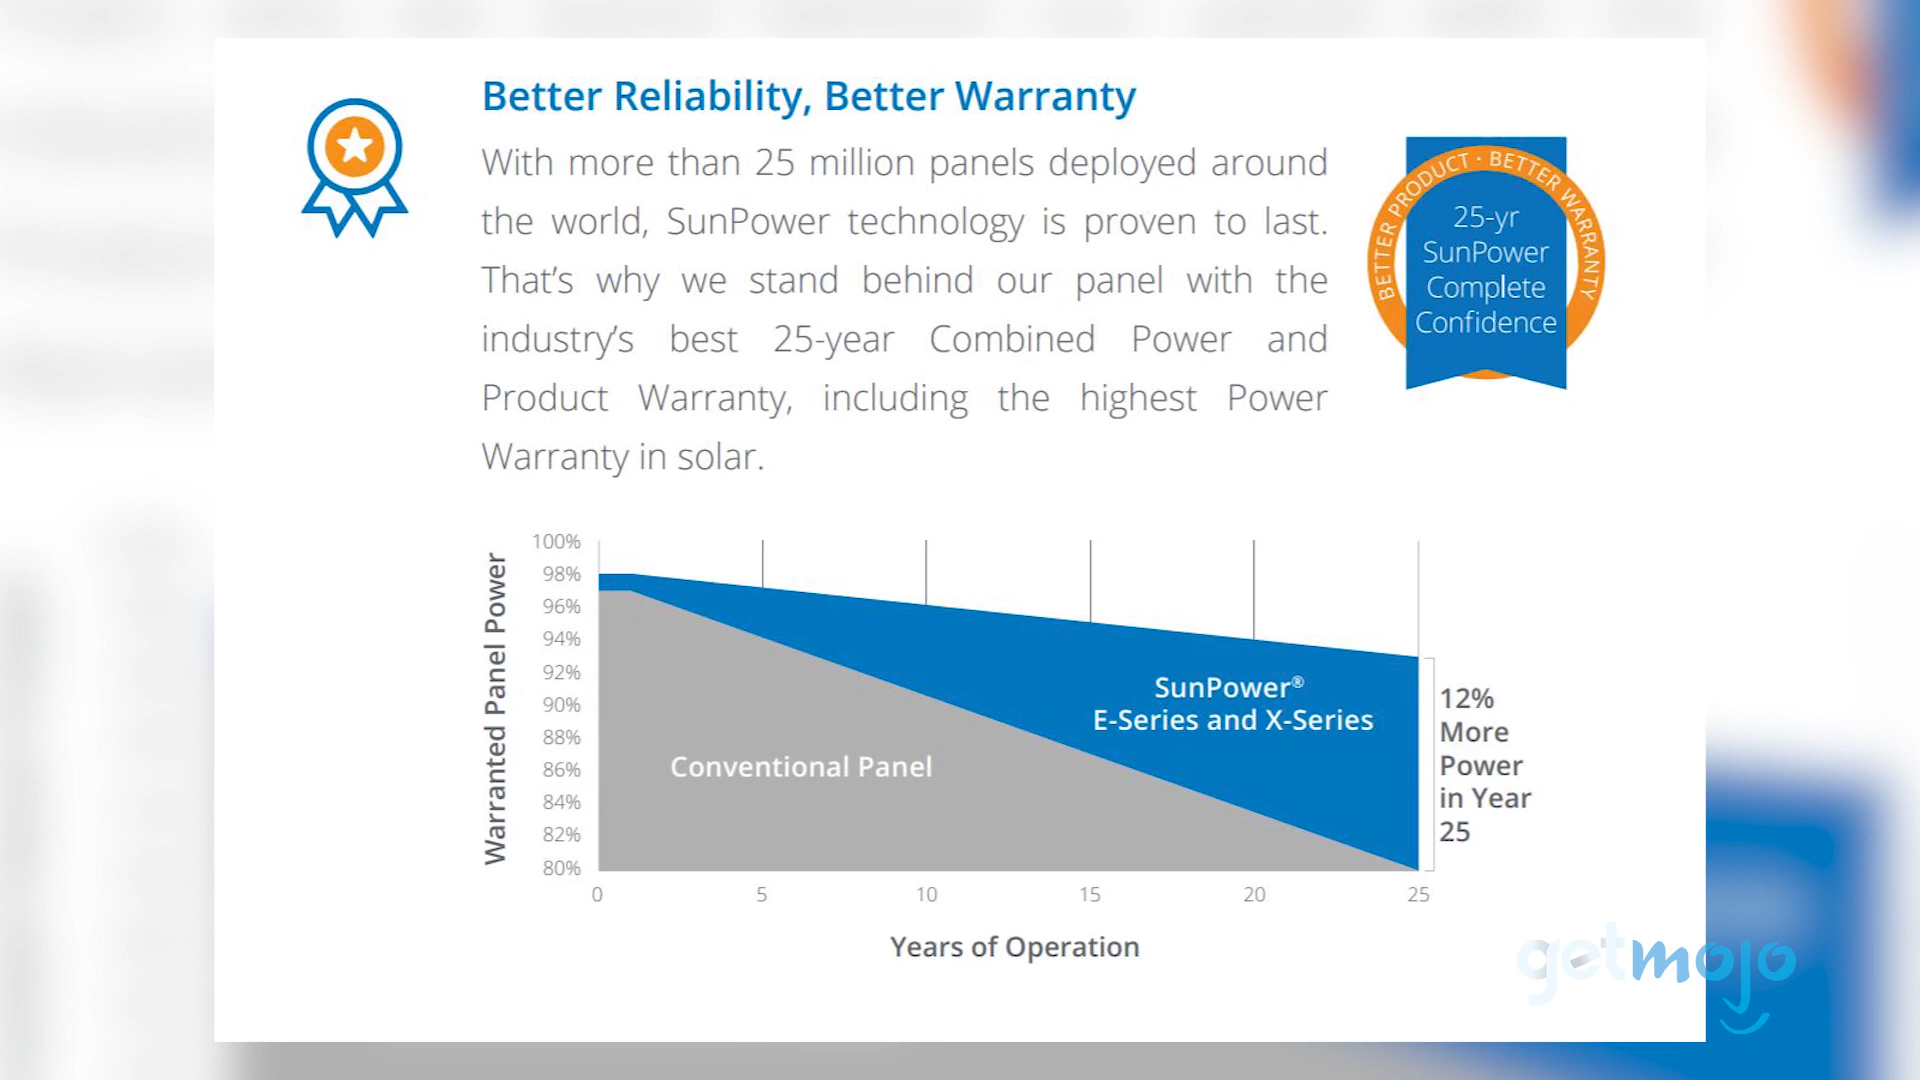 Better Reliability, Better Warranty
With more than 25 million panels deployed around
the world, SunPower technology is proven to last.
That's why we stand behind our panel with the
industry's best 25-year Combined Power and
Product Warranty, including the highest Power
Warranty in solar.
BETTER PRODUCT · BETTER WARRANTY
25-yr
SunPower
Complete
Confidence
Warranted Panel Power
100%
98%
96%
94%
92%
90%
88%
86%
84%
82%
80%
SunPower®
E-Series and X-Series
Conventional Panel
12%
More
Power
in Year
25
0 5 10 15 20 25
Years of Operation
getmojo